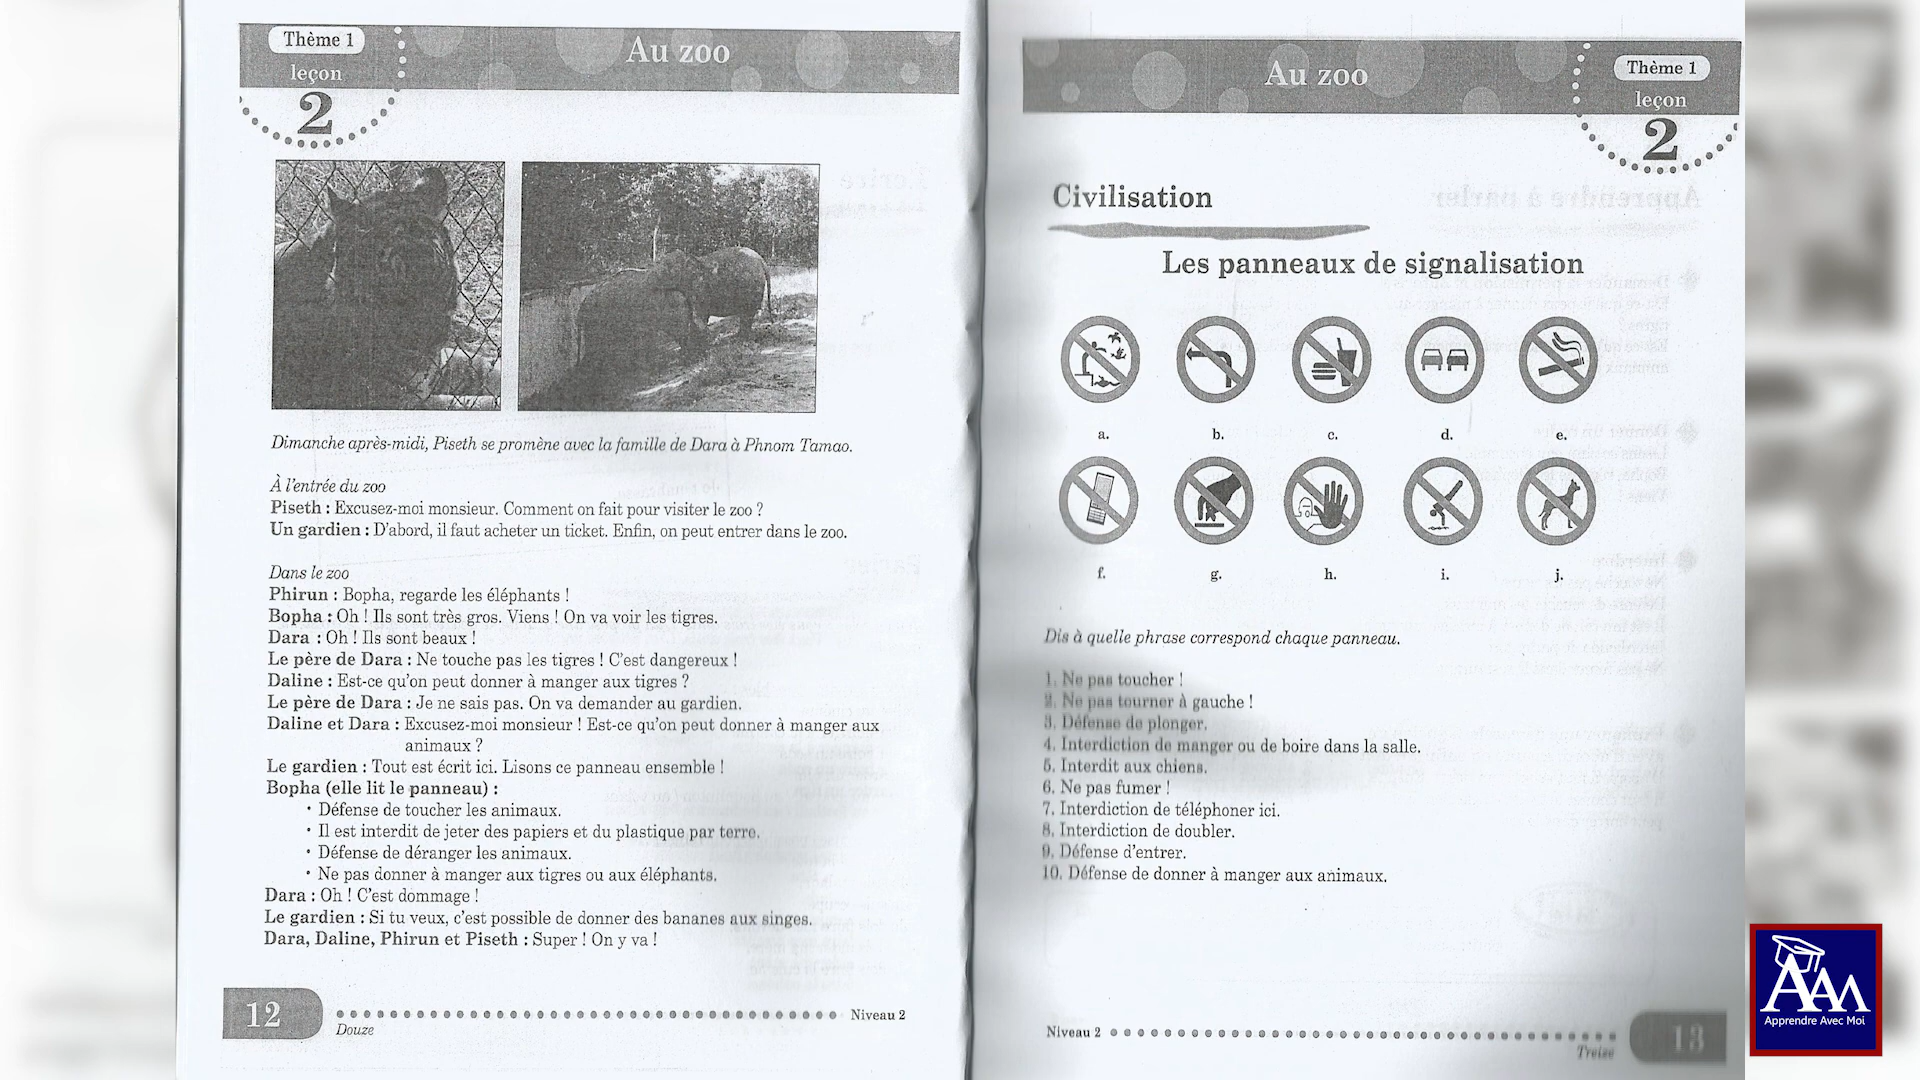 Thème 1
leçon
2
Au zoo
Dimanche après-midi, Piseth se promène avec la famille de Dara à Phnom Tamao.
À l'entrée du zoo
Piseth : Excusez-moi monsieur. Comment on fait pour visiter le zoo ?
Un gardien : D'abord, il faut acheter un ticket. Enfin, on peut entrer dans le zoo.
Dans le zoo
Phirun : Bopha, regarde les éléphants !
Bopha : Oh ! Ils sont très gros. Viens ! On va voir les tigres.
Dara : Oh ! Ils sont beaux !
Le père de Dara : Ne touche pas les tigres ! C'est dangereux !
Daline : Est-ce qu'on peut donner à manger aux tigres ?
Le père de Dara : Je ne sais pas. On va demander au gardien.
Daline et Dara : Excusez-moi monsieur ! Est-ce qu'on peut donner à manger aux
animaux ?
Le gardien : Tout est écrit ici. Lisons ce panneau ensemble !
Bopha (elle lit le panneau) :
• Défense de toucher les animaux.
• Il est interdit de jeter des papiers et du plastique par terre.
• Défense de déranger les animaux.
• Ne pas donner à manger aux tigres ou aux éléphants.
Dara : Oh ! C'est dommage !
Le gardien : Si tu veux, c'est possible de donner des bananes aux singes.
Dara, Daline, Phirun et Piseth : Super ! On y va !
12
Douze
Niveau 2
Au zoo
Thème 1
leçon
2
Civilisation
Les panneaux de signalisation
a. b. c. d. e.
f. g. h. i. j.
Dis à quelle phrase correspond chaque panneau.
1. Ne pas toucher !
2. Ne pas tourner à gauche !
3. Défense de plonger.
4. Interdiction de manger ou de boire dans la salle.
5. Interdit aux chiens.
6. Ne pas fumer !
7. Interdiction de téléphoner ici.
8. Interdiction de doubler.
9. Défense d'entrer.
10. Défense de donner à manger aux animaux.
Niveau 2
Treize
13
AAM
Apprendre Avec Moi